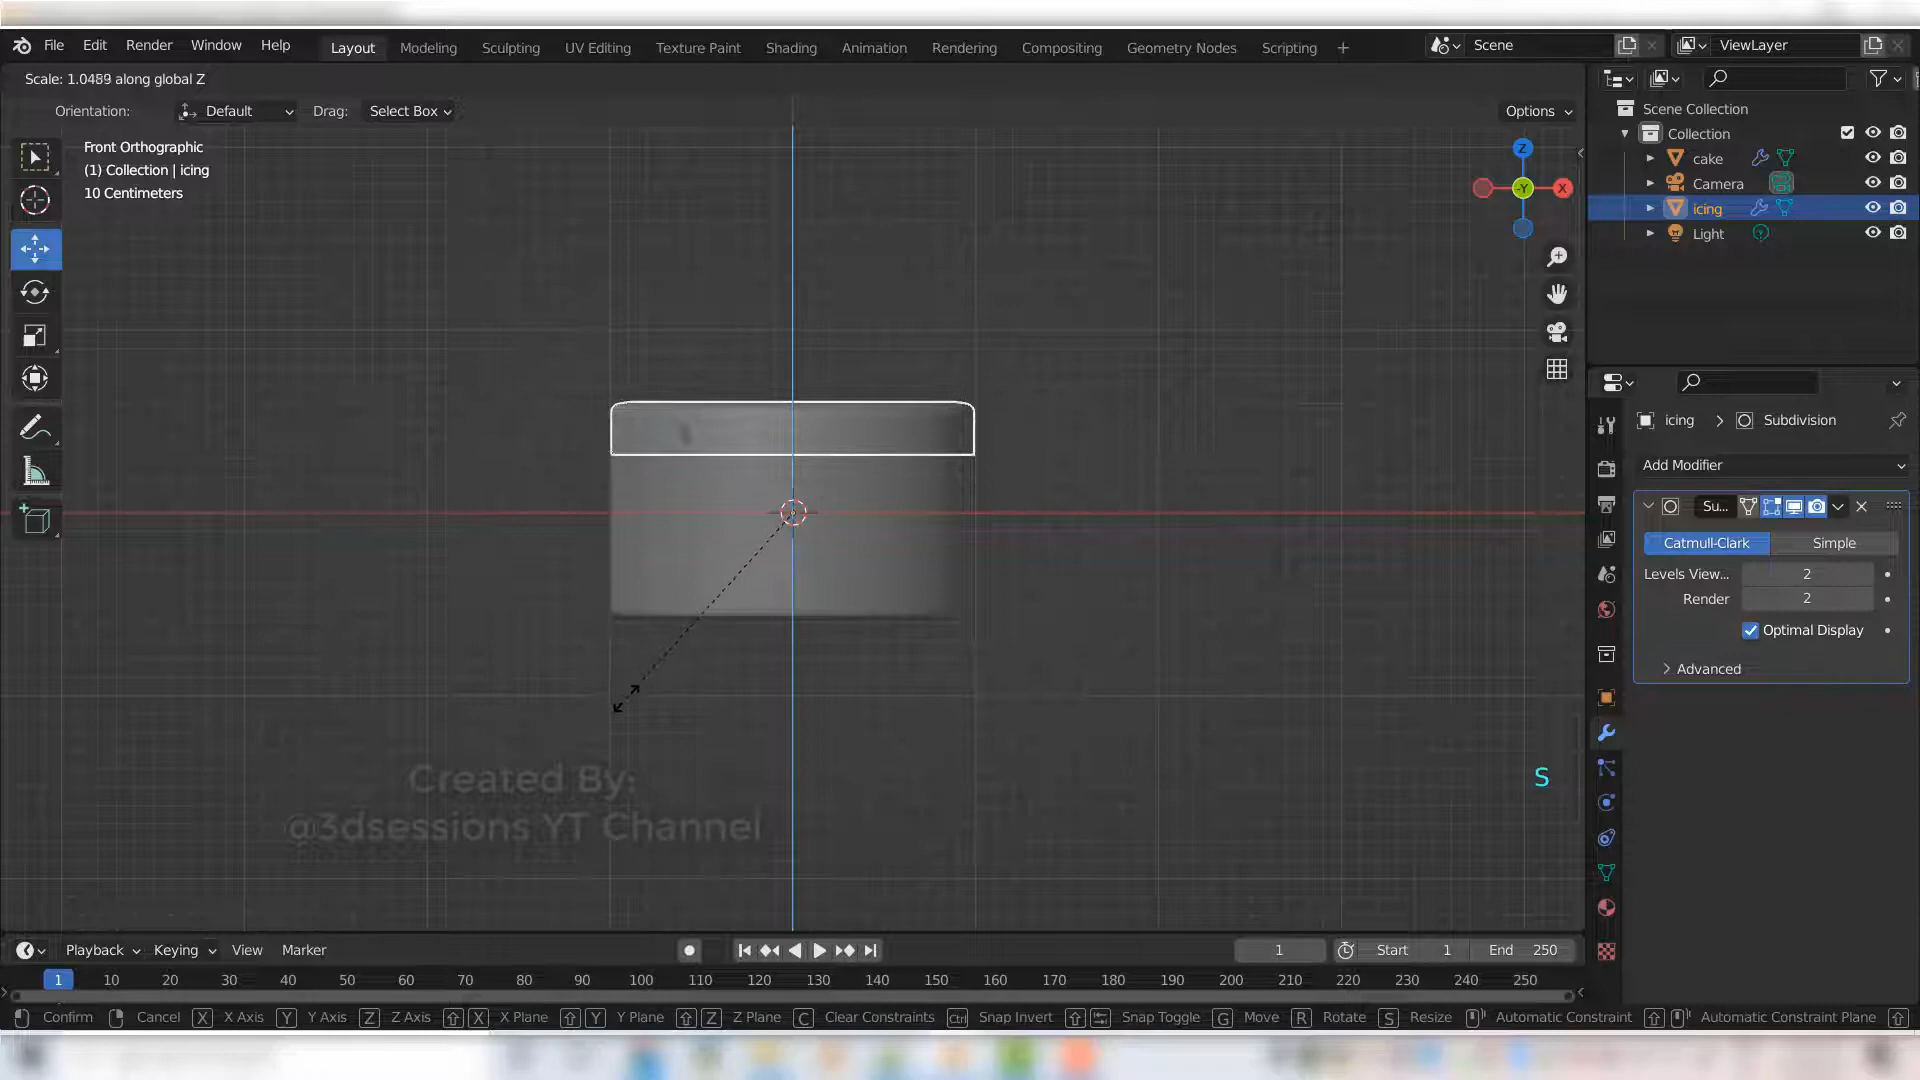 File Edit Render Window Help Layout Modeling Sculpting UV Editing Texture Paint Shading Animation Rendering Compositing Geometry Nodes Scripting + Scene ViewLayer
Scale: 1.0489 along global Z
Orientation: Default Drag: Select Box Options
Front Orthographic
(1) Collection | icing
10 Centimeters
Z
-Y
X
Scene Collection
Collection
cake
Camera
icing
Light
icing > Subdivision
Add Modifier
Su...
Catmull-Clark Simple
Levels View... 2
Render 2
Optimal Display
Advanced
S
Created By:
@3dsessions YT Channel
Playback Keying View Marker 1 Start 1 End 250
1 10 20 30 40 50 60 70 80 90 100 110 120 130 140 150 160 170 180 190 200 210 220 230 240 250
Confirm Cancel X X Axis Y Y Axis Z Z Axis X X Plane Y Y Plane Z Z Plane C Clear Constraints Ctrl Snap Invert Snap Toggle G Move R Rotate S Resize Automatic Constraint Automatic Constraint Plane